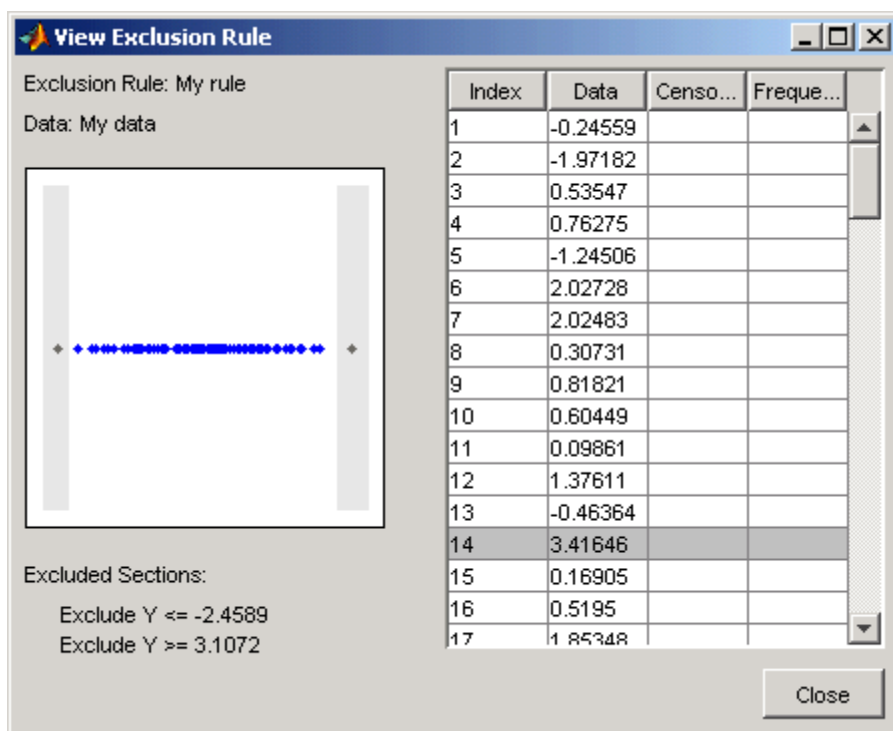 View Exclusion Rule
Exclusion Rule: My rule
Data: My data
Excluded Sections:
Exclude Y <= -2.4589
Exclude Y >= 3.1072
Index Data Censo... Freque...
1 -0.24559
2 -1.97182
3 0.53547
4 0.76275
5 -1.24506
6 2.02728
7 2.02483
8 0.30731
9 0.81821
10 0.60449
11 0.09861
12 1.37611
13 -0.46364
14 3.41646
15 0.16905
16 0.5195
17 1.85348
Close